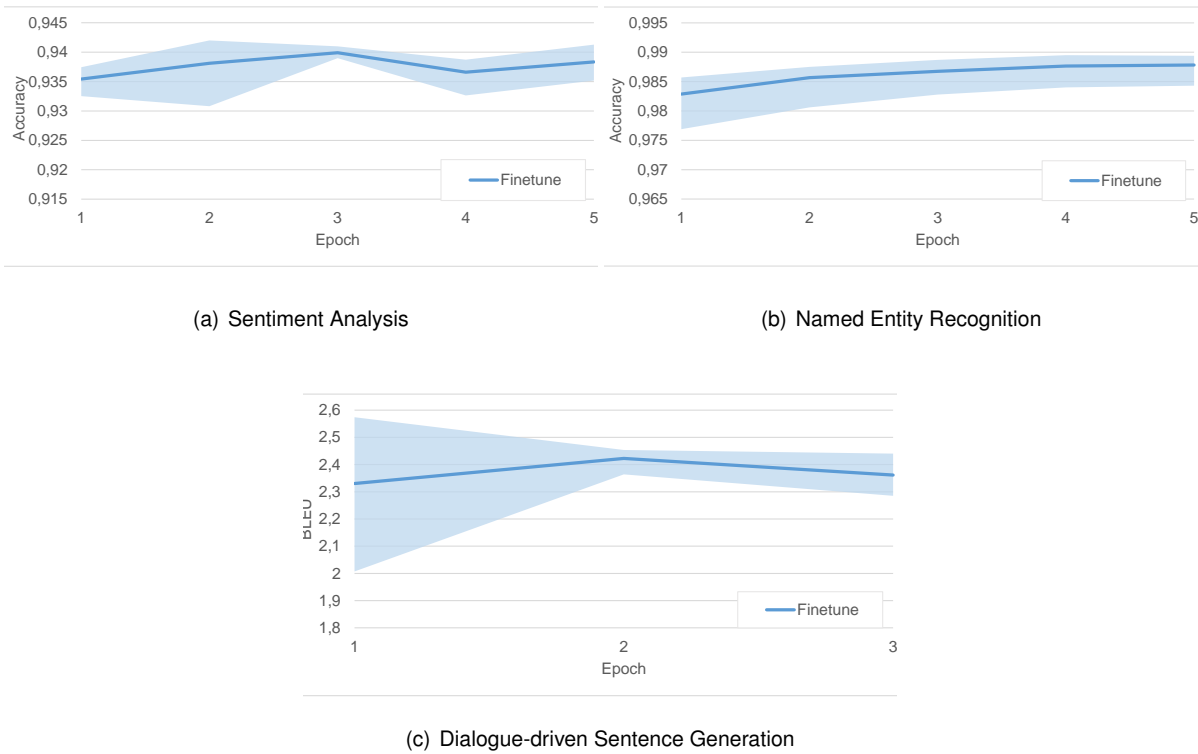 0,945
0,94
0,935
0,93
0,925
0,92
0,915
Accuracy
1 2 3 4 5
Epoch
Finetune
(a) Sentiment Analysis
0,995
0,99
0,985
0,98
0,975
0,97
0,965
Accuracy
1 2 3 4 5
Epoch
Finetune
(b) Named Entity Recognition
2,6
2,5
2,4
2,3
2,2
2,1
2
1,9
1,8
BLEU
1 2 3
Epoch
Finetune
(c) Dialogue-driven Sentence Generation